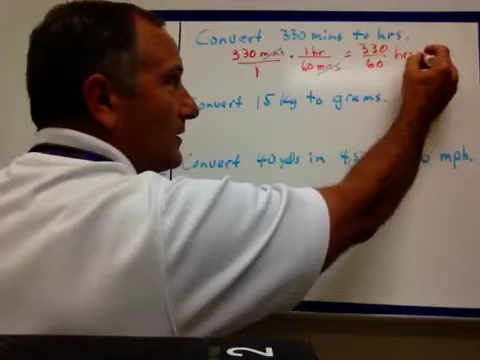 Convert 330 mins to hrs.
330 mins / 1 · 1 hr / 60 mins = 330 / 60 hrs
Convert 15 kg to grams.
Convert 40 yds in 4. mph.
2